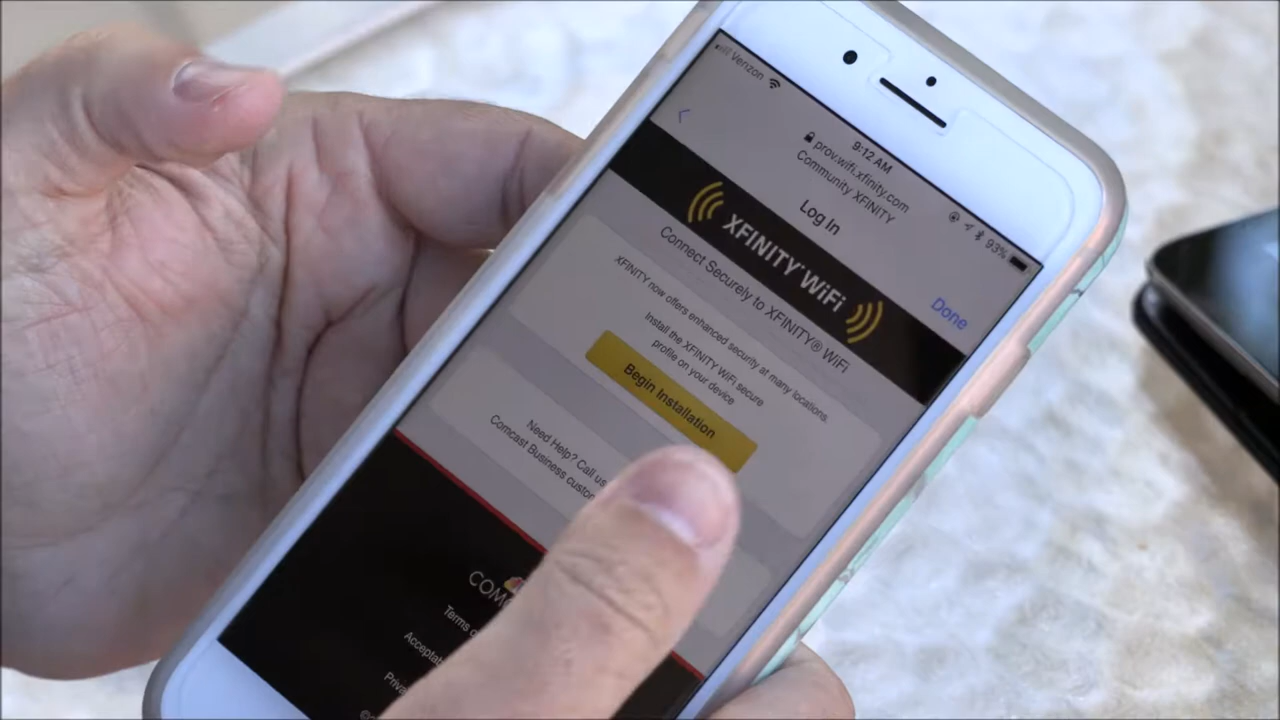 Verizon
9:12 AM
93%
prov.wifi.xfinity.com
Community XFINITY
Log In
Done
XFINITY WiFi
Connect Securely to XFINITY® WiFi
XFINITY now offers enhanced security at many locations.
Install the XFINITY WiFi secure
profile on your device
Begin Installation
Need Help? Call us
Comcast Business
Terms